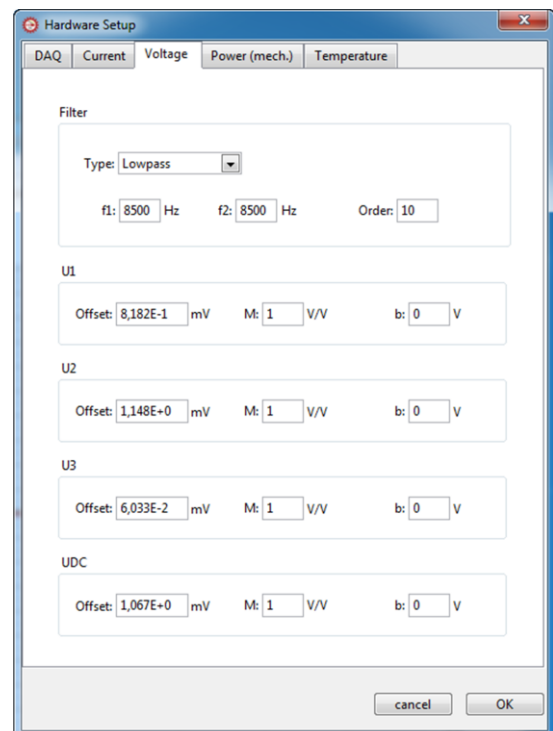 Hardware Setup
DAQ Current Voltage Power (mech.) Temperature
Filter
Type: Lowpass
f1: 8500 Hz f2: 8500 Hz Order: 10
U1
Offset: 8,182E-1 mV M: 1 V/V b: 0 V
U2
Offset: 1,148E+0 mV M: 1 V/V b: 0 V
U3
Offset: 6,033E-2 mV M: 1 V/V b: 0 V
UDC
Offset: 1,067E+0 mV M: 1 V/V b: 0 V
cancel OK